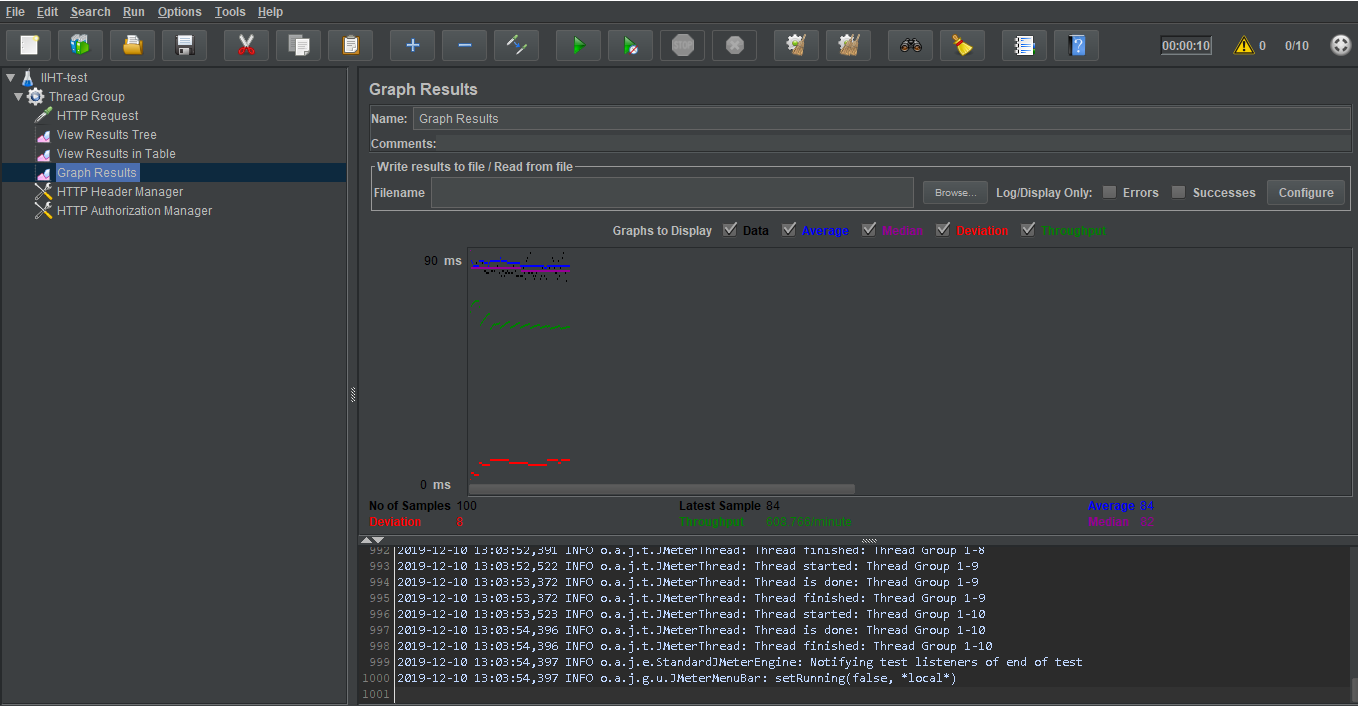 File Edit Search Run Options Tools Help
STOP 00:00:10 0 0/10
IIHT-test
Thread Group
HTTP Request
View Results Tree
View Results in Table
Graph Results
HTTP Header Manager
HTTP Authorization Manager
Graph Results
Name: Graph Results
Comments:
Write results to file / Read from file
Filename Browse... Log/Display Only: Errors Successes Configure
Graphs to Display Data Average Median Deviation Throughput
90 ms
0 ms
No of Samples 100 Latest Sample 84 Average 84
Deviation 8 Throughput 608.766/minute Median
992 2019-12-10 13:03:52,391 INFO o.a.j.t.JMeterThread: Thread finished: Thread Group 1-8
993 2019-12-10 13:03:52,522 INFO o.a.j.t.JMeterThread: Thread started: Thread Group 1-9
994 2019-12-10 13:03:53,372 INFO o.a.j.t.JMeterThread: Thread is done: Thread Group 1-9
995 2019-12-10 13:03:53,372 INFO o.a.j.t.JMeterThread: Thread finished: Thread Group 1-9
996 2019-12-10 13:03:53,523 INFO o.a.j.t.JMeterThread: Thread started: Thread Group 1-10
997 2019-12-10 13:03:54,396 INFO o.a.j.t.JMeterThread: Thread is done: Thread Group 1-10
998 2019-12-10 13:03:54,396 INFO o.a.j.t.JMeterThread: Thread finished: Thread Group 1-10
999 2019-12-10 13:03:54,397 INFO o.a.j.e.StandardJMeterEngine: Notifying test listeners of end of test
1000 2019-12-10 13:03:54,397 INFO o.a.j.g.u.JMeterMenuBar: setRunning(false, *local*)
1001